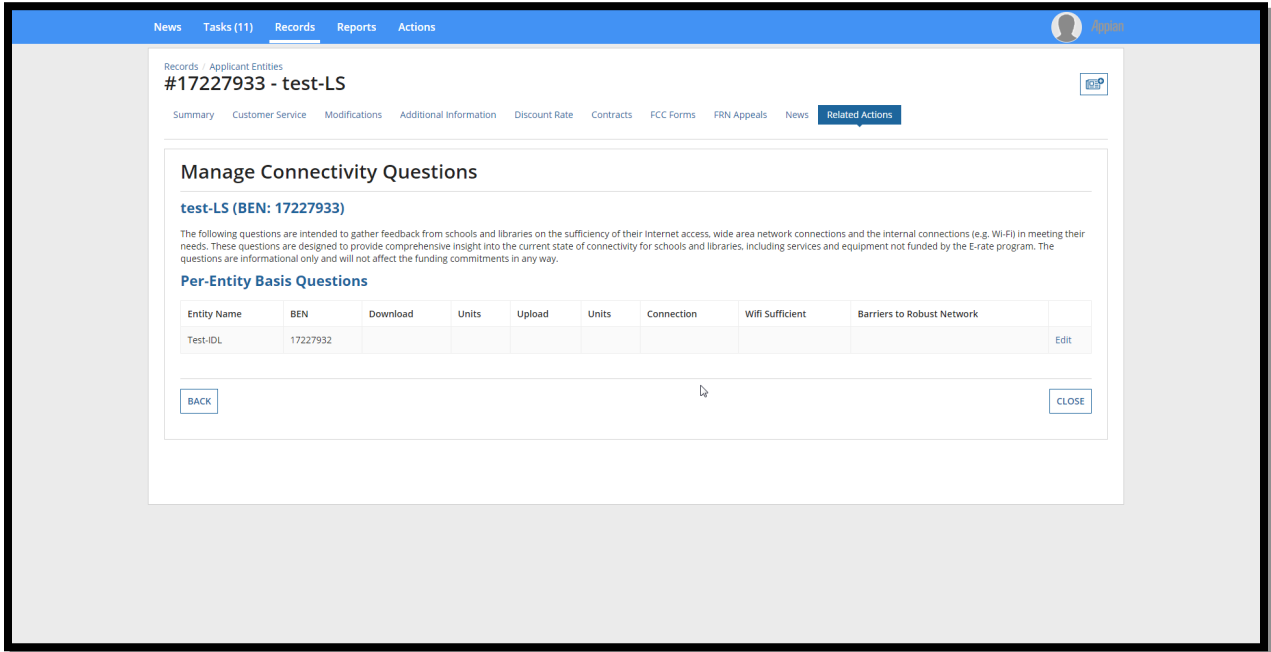 News Tasks (11) Records Reports Actions Appian
Records / Applicant Entities
#17227933 - test-LS
Summary Customer Service Modifications Additional Information Discount Rate Contracts FCC Forms FRN Appeals News Related Actions
Manage Connectivity Questions
test-LS (BEN: 17227933)
The following questions are intended to gather feedback from schools and libraries on the sufficiency of their Internet access, wide area network connections and the internal connections (e.g. Wi-Fi) in meeting their
needs. These questions are designed to provide comprehensive insight into the current state of connectivity for schools and libraries, including services and equipment not funded by the E-rate program. The
questions are informational only and will not affect the funding commitments in any way.
Per-Entity Basis Questions
Entity Name BEN Download Units Upload Units Connection Wifi Sufficient Barriers to Robust Network
Test-IDL 17227932 Edit
BACK CLOSE